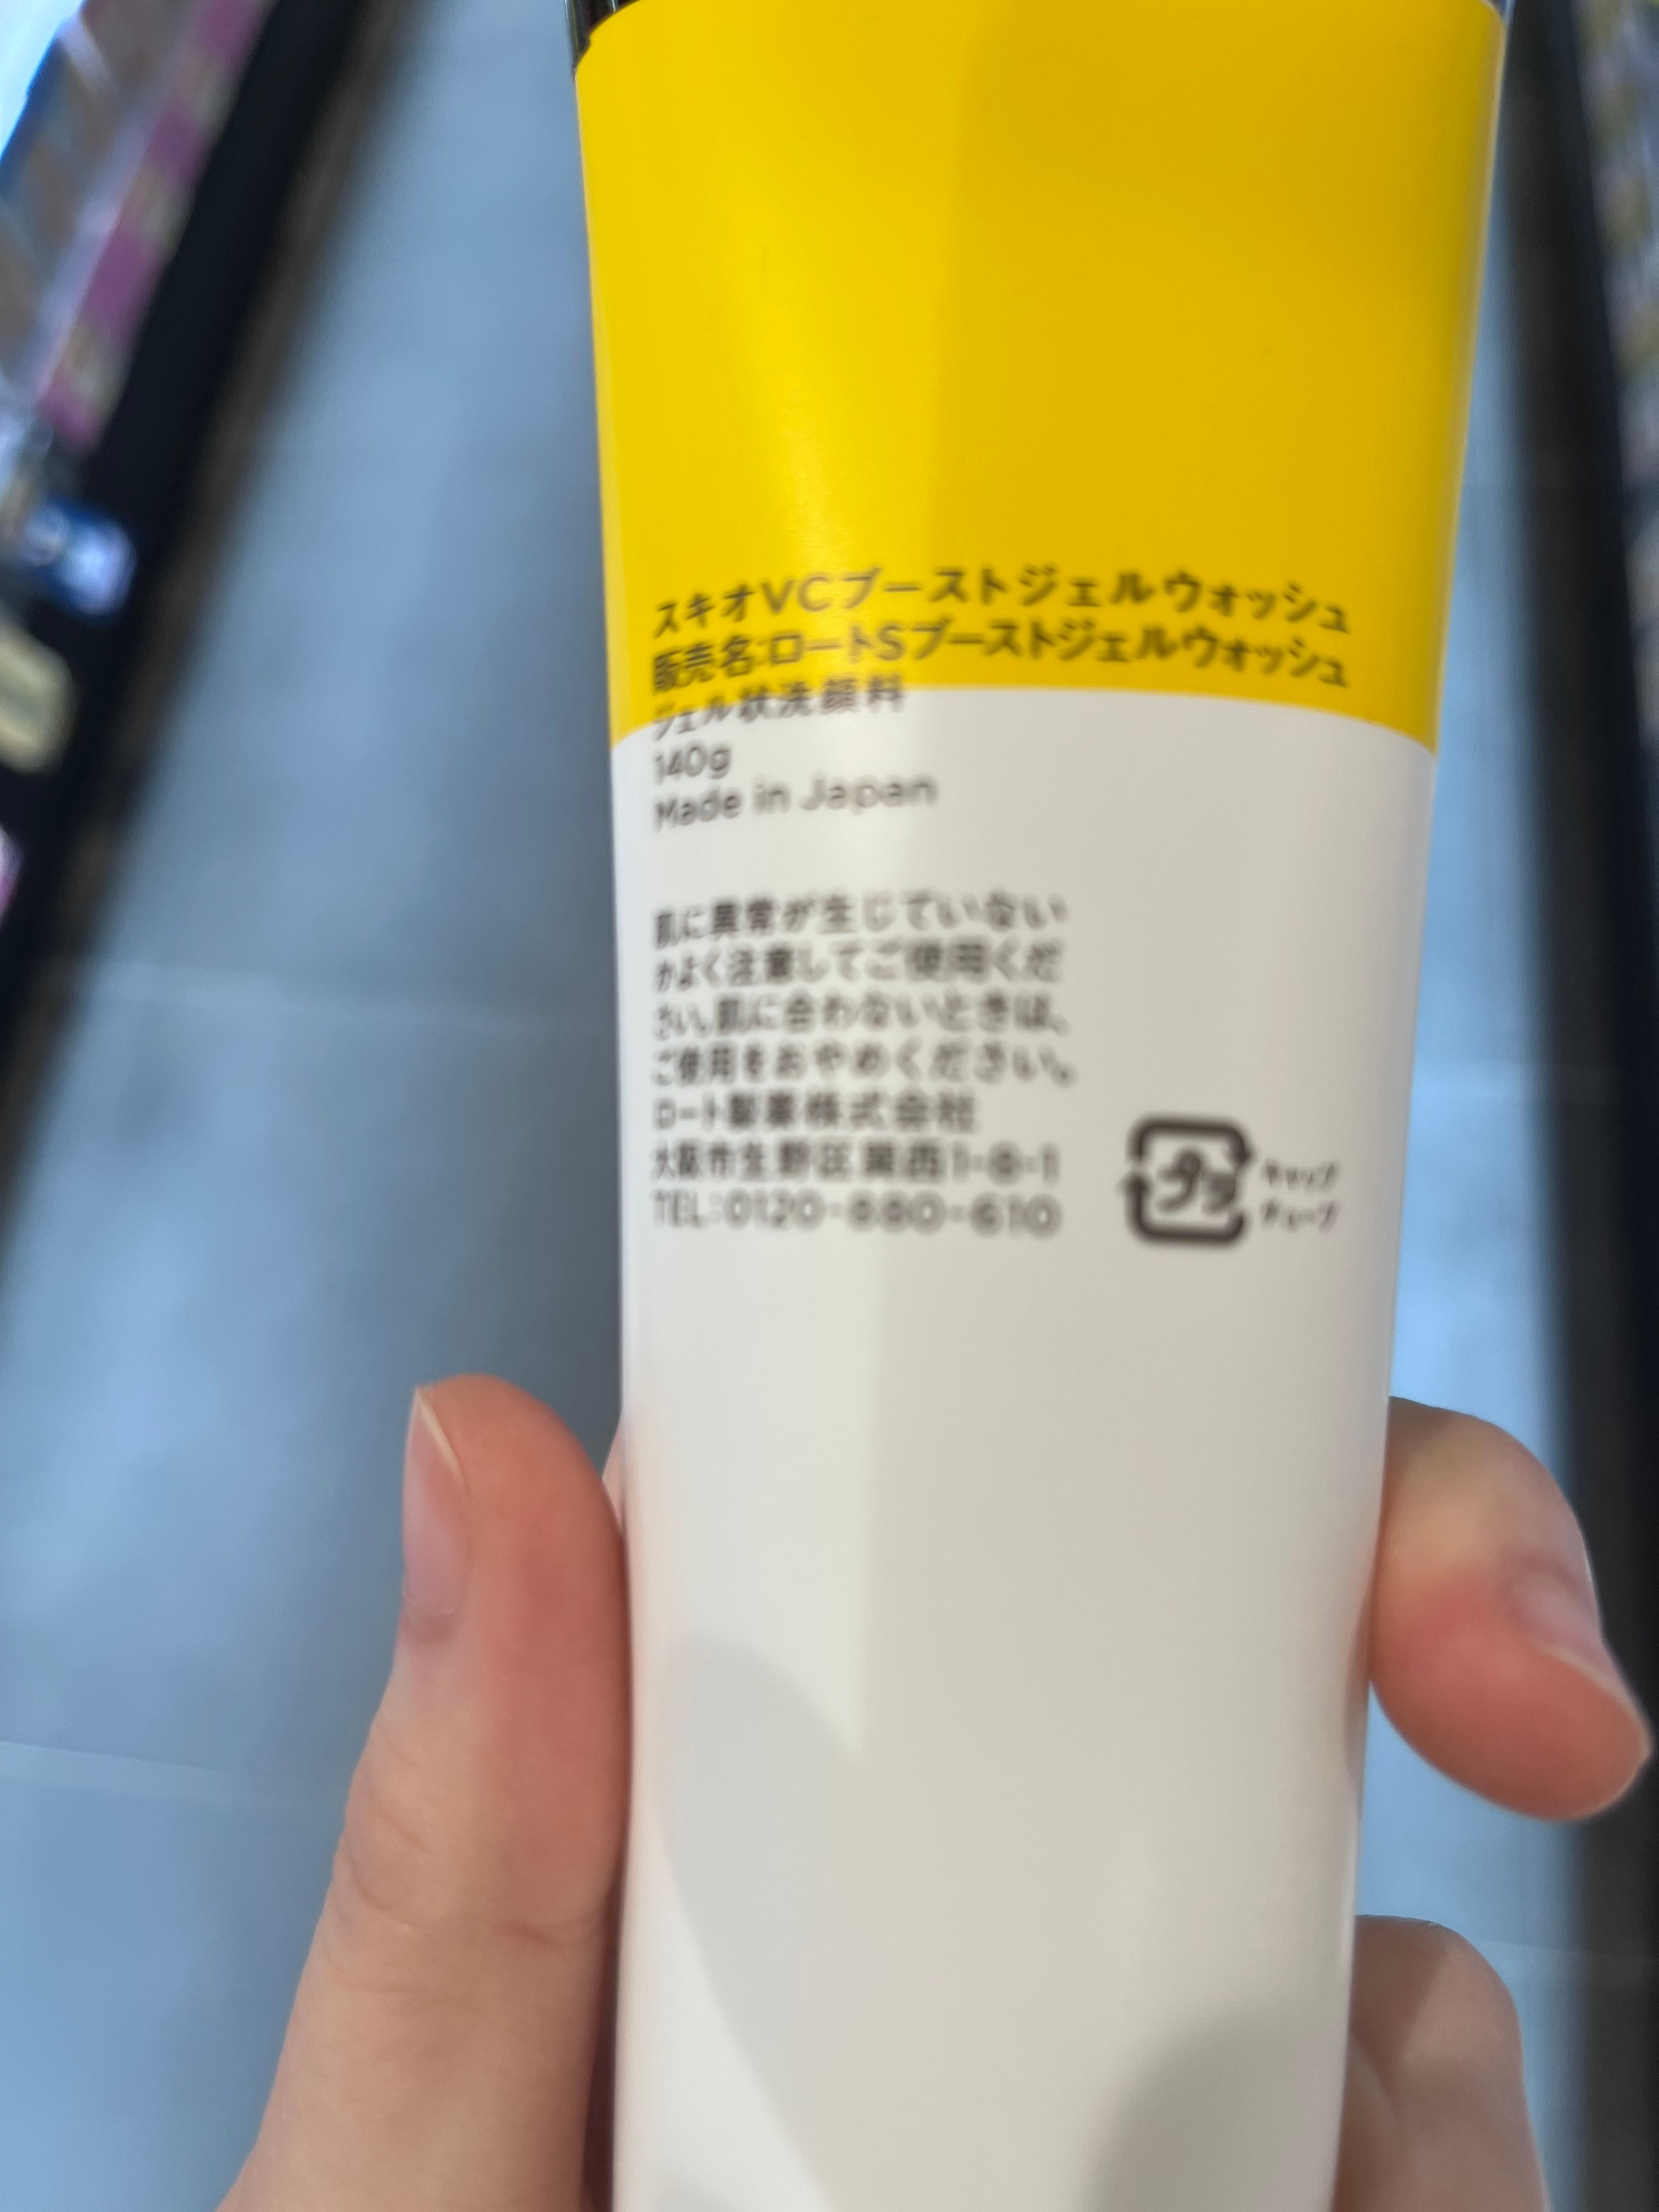 スキオVCブーストジェルウォッシュ
販売名:ロートSブーストジェルウォッシュ
ジェル状洗顔料
140g
Made in Japan
肌に異常が生じていない
かよく注意してご使用くだ
さい。肌に合わないときは、
ご使用をおやめください。
ロート製薬株式会社
大阪市生野区巽西1-8-1
TEL:0120-880-610
プラ
キャップ
チューブ